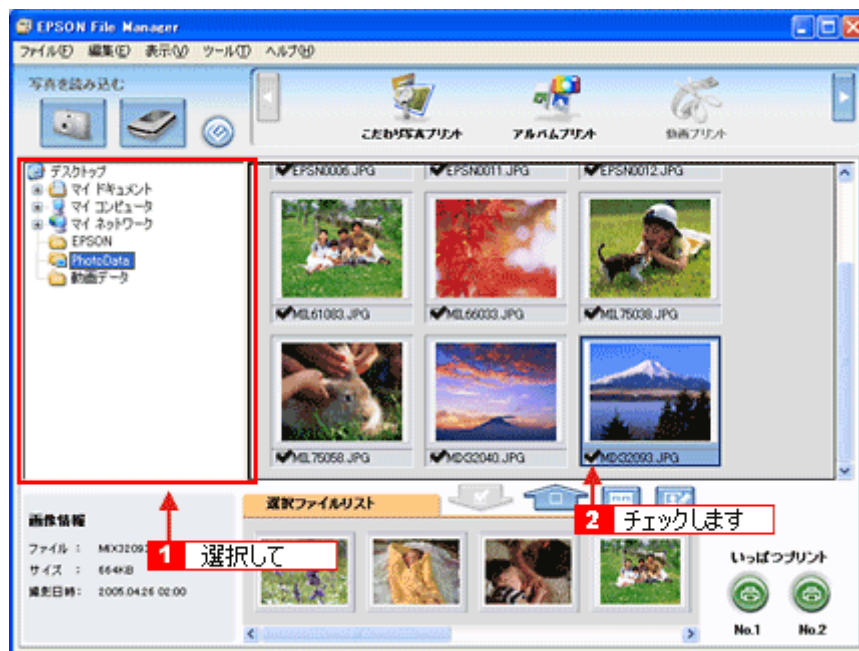 EPSON File Manager
ファイル(F) 編集(E) 表示(V) ツール(T) ヘルプ(H)
写真を読み込む
こだわり写真プリント アルバムプリント 動画プリント
デスクトップ
マイ ドキュメント
マイ コンピュータ
マイ ネットワーク
EPSON
PhotoData
動画データ
EPSN0006.JPG EPSN0011.JPG EPSN0012.JPG
MIL61083.JPG MIL66033.JPG MIL75038.JPG
MIL75058.JPG MIX32040.JPG MIX32093.JPG
選択ファイルリスト
2 チェックします
画像情報
ファイル : MIX3209
サイズ : 664KB
撮影日時: 2005.04.26 02:00
1 選択して
いっぱつプリント
No.1 No.2